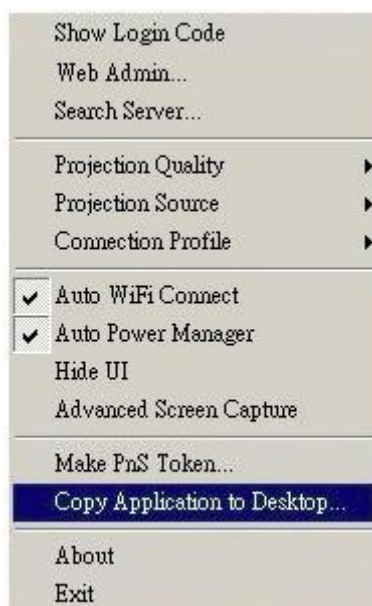 Show Login Code
Web Admin...
Search Server...
Projection Quality
Projection Source
Connection Profile
Auto WiFi Connect
Auto Power Manager
Hide UI
Advanced Screen Capture
Make PnS Token...
Copy Application to Desktop...
About
Exit